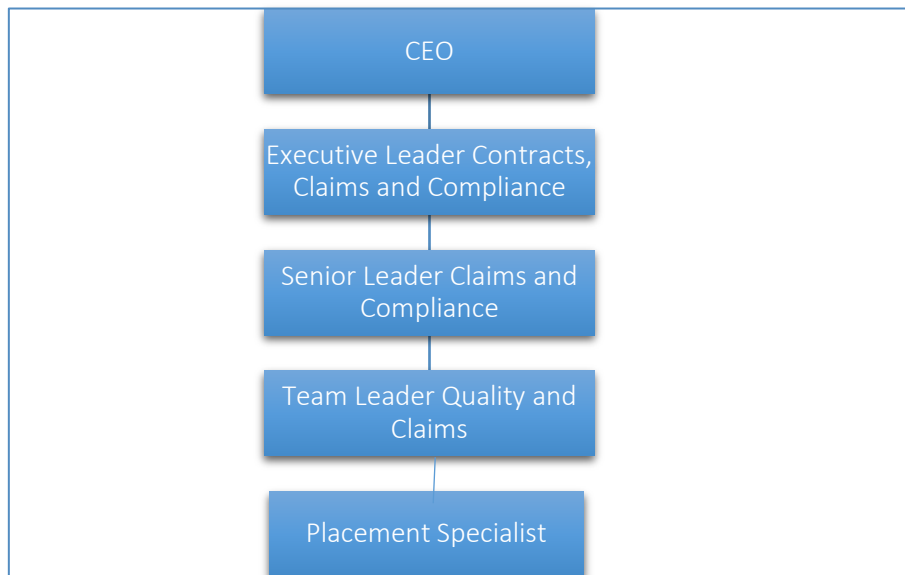 CEO
Executive Leader Contracts,
Claims and Compliance
Senior Leader Claims and
Compliance
Team Leader Quality and
Claims
Placement Specialist